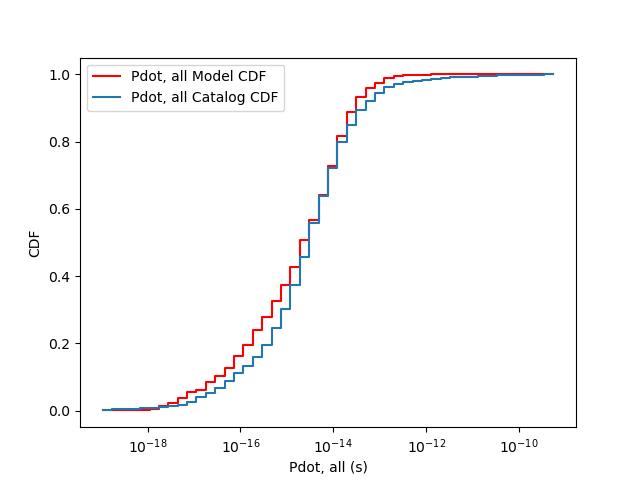 Pdot, all Model CDF
Pdot, all Catalog CDF
1.0
0.8
0.6
0.4
0.2
0.0
CDF
10⁻¹⁸
10⁻¹⁶
10⁻¹⁴
10⁻¹²
10⁻¹⁰
Pdot, all (s)